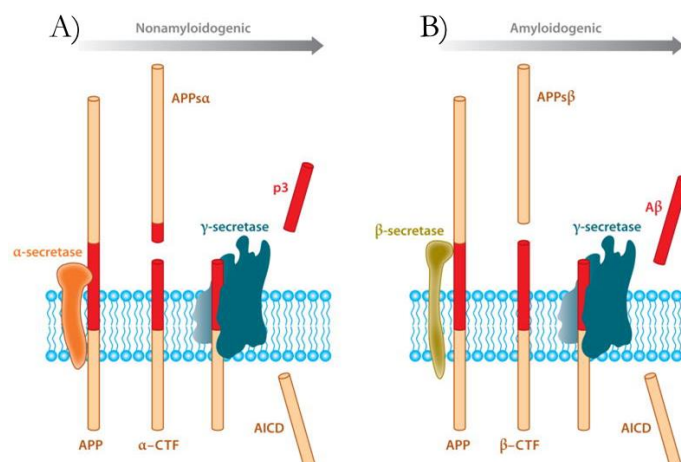 A)
Nonamyloidogenic
APPsα
p3
γ-secretase
α-secretase
APP
α-CTF
AICD
B)
Amyloidogenic
APPsβ
Aβ
γ-secretase
β-secretase
APP
β-CTF
AICD